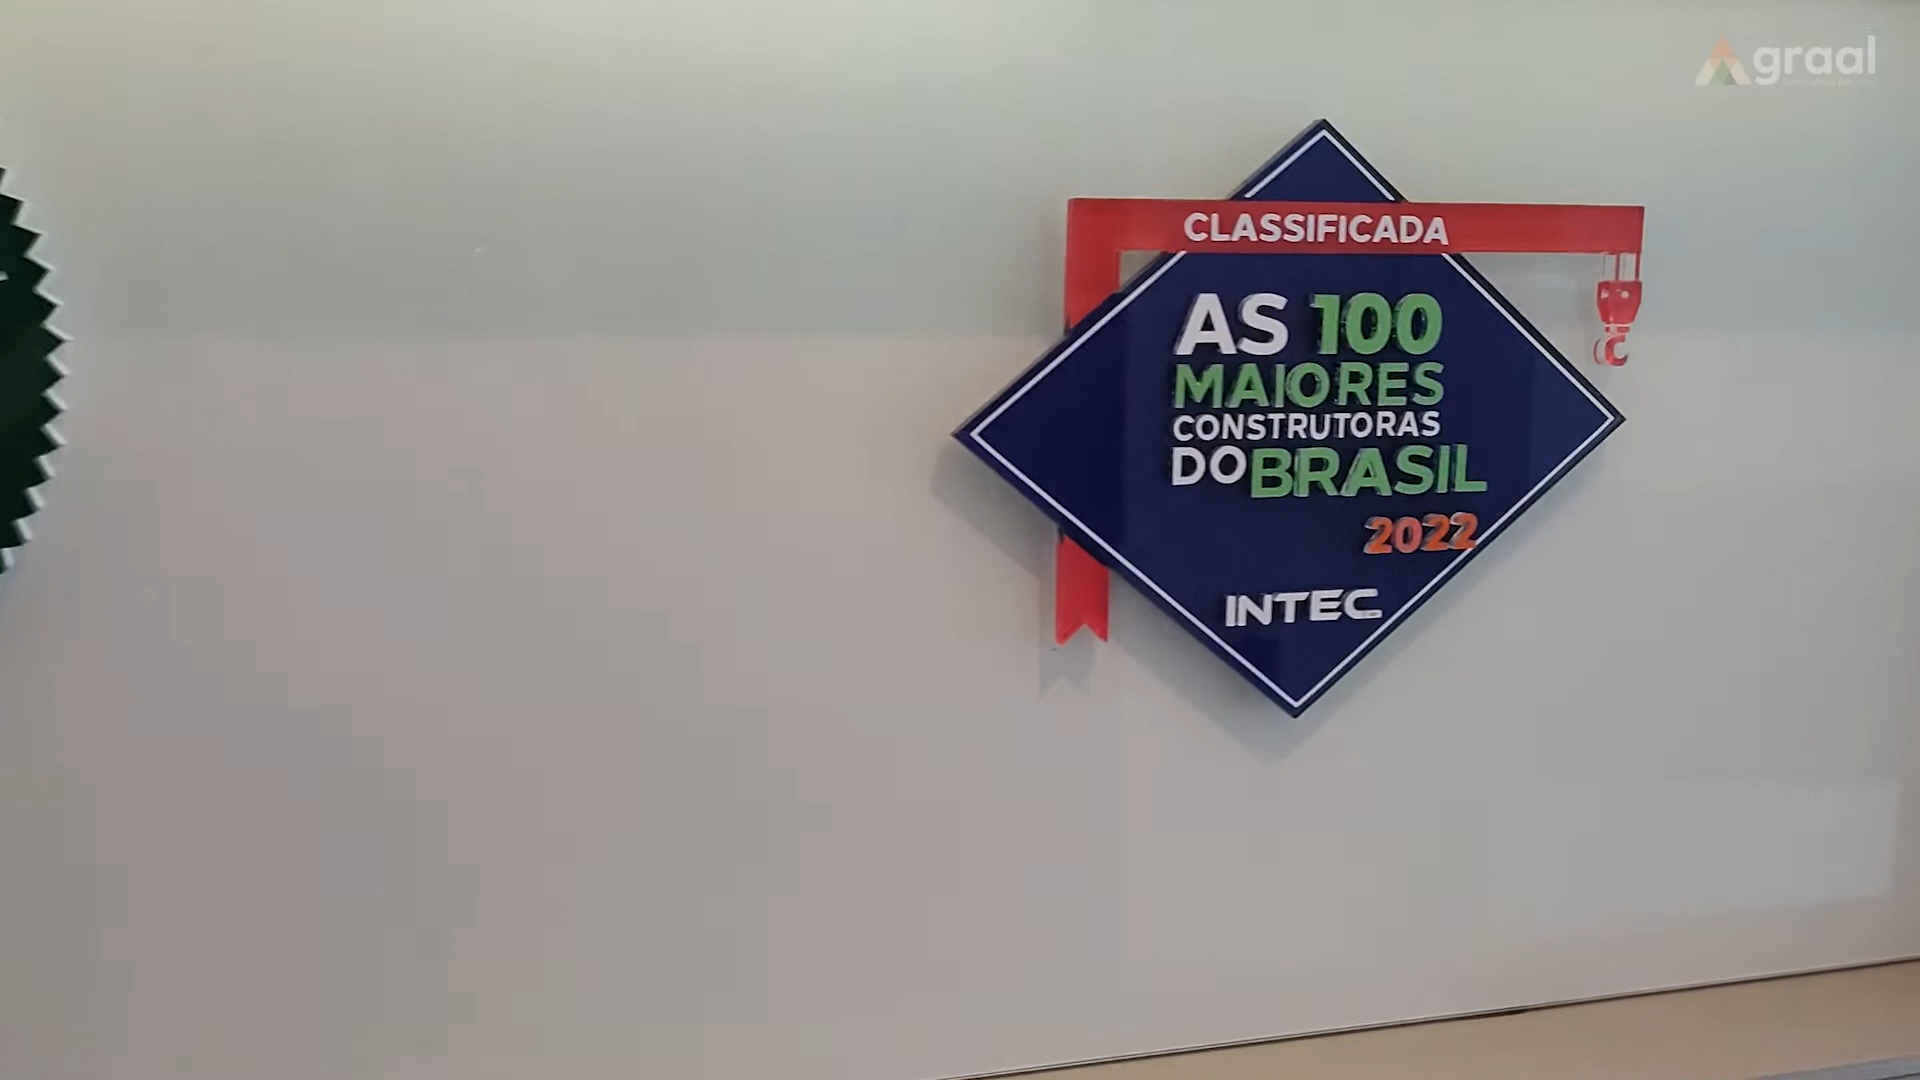 graal
CLASSIFICADA
AS 100
MAIORES
CONSTRUTORAS
DO BRASIL
2022
INTEC